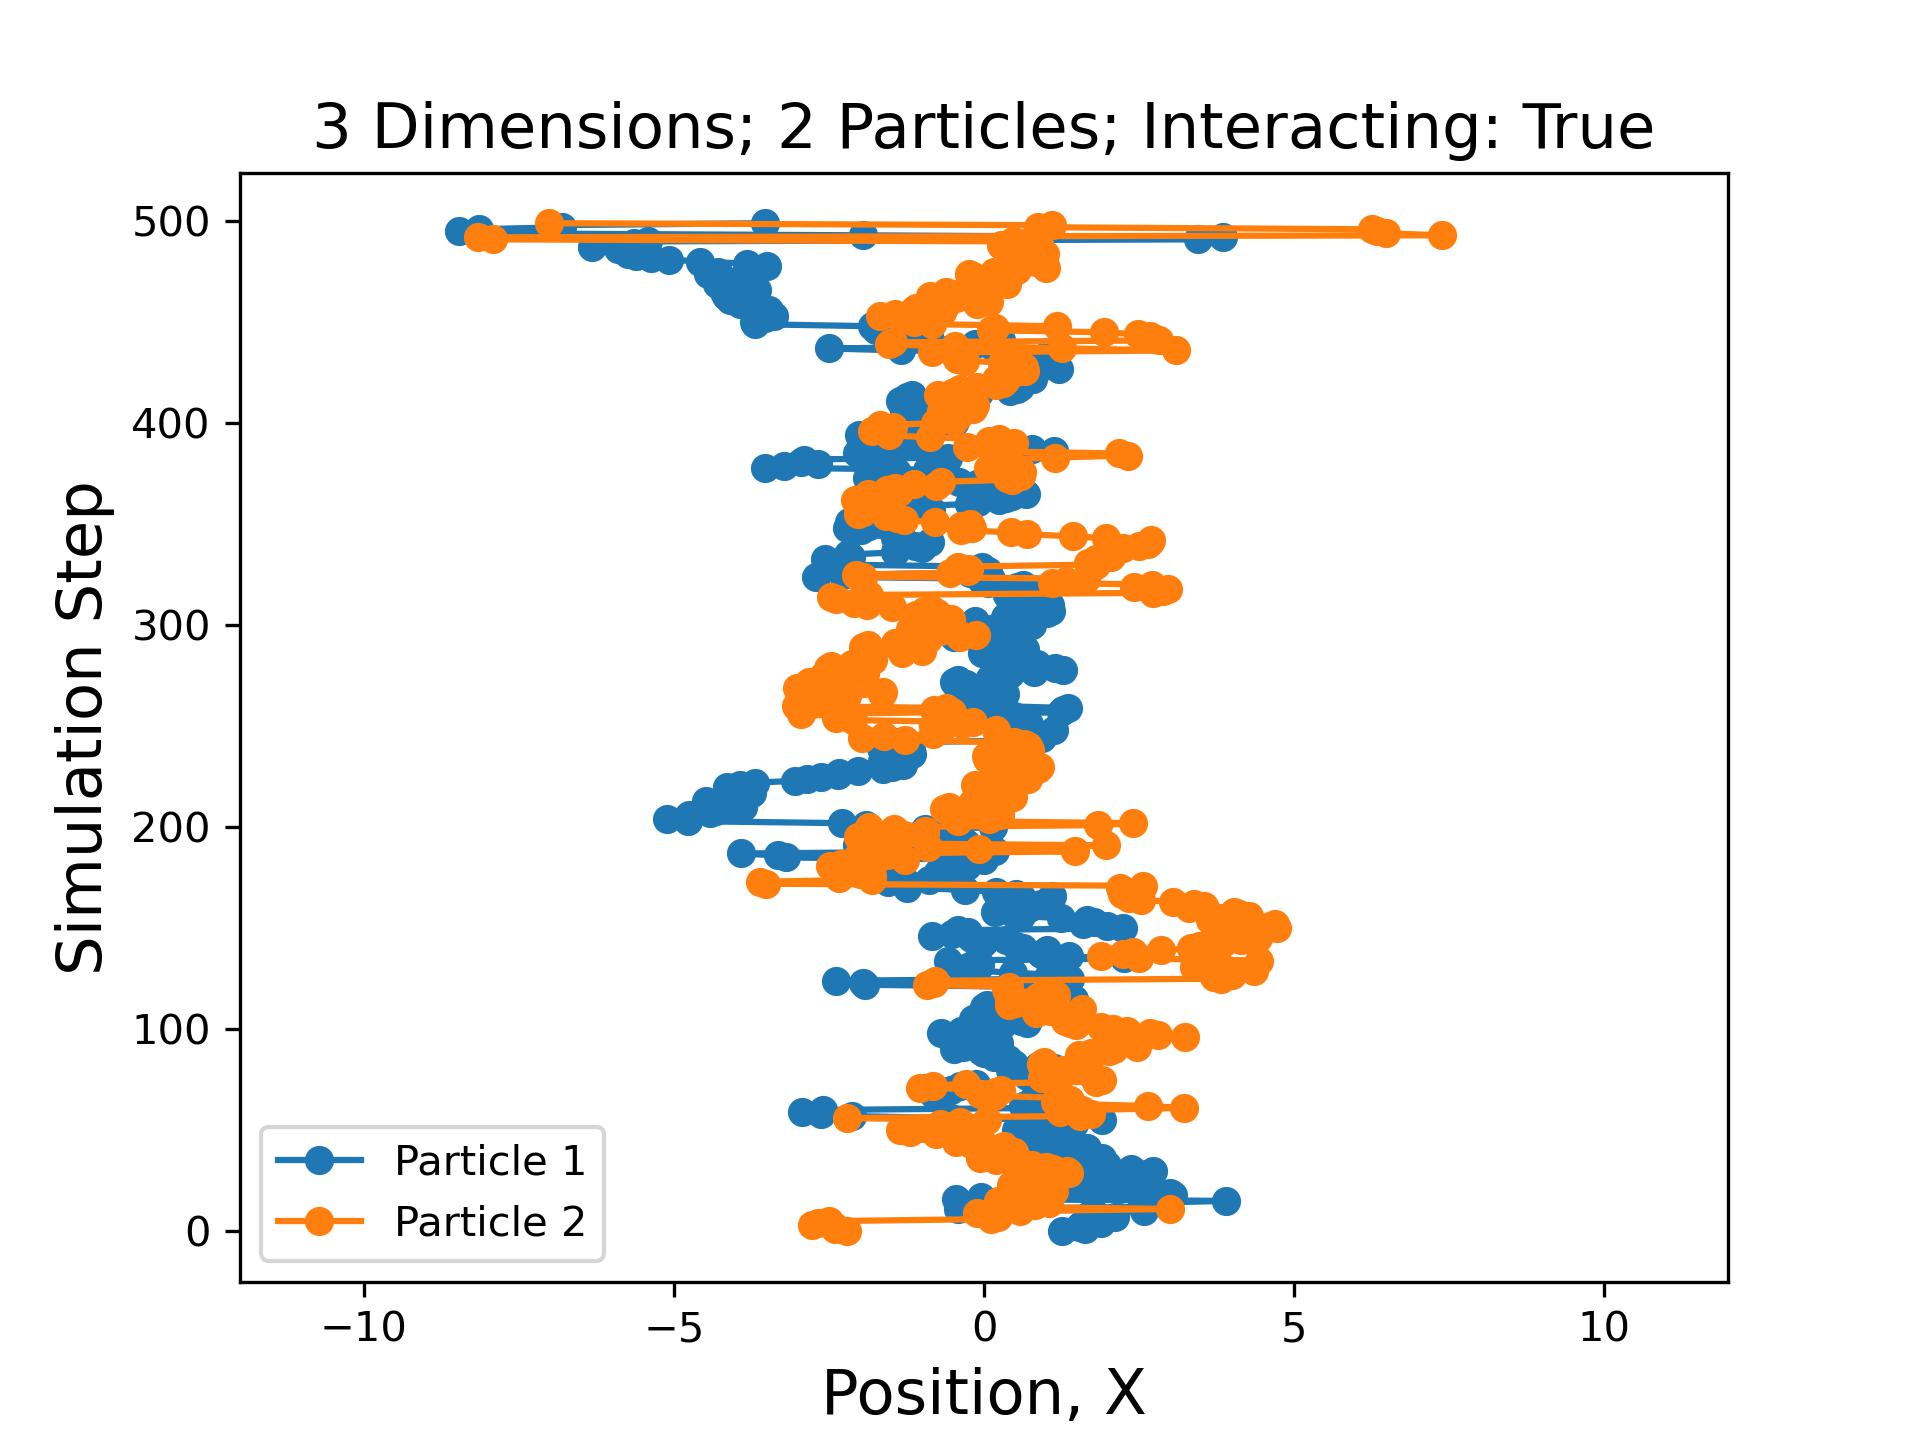 3 Dimensions; 2 Particles; Interacting: True
Simulation Step
500
400
300
200
100
0
Particle 1
Particle 2
−10
−5
0
5
10
Position, X